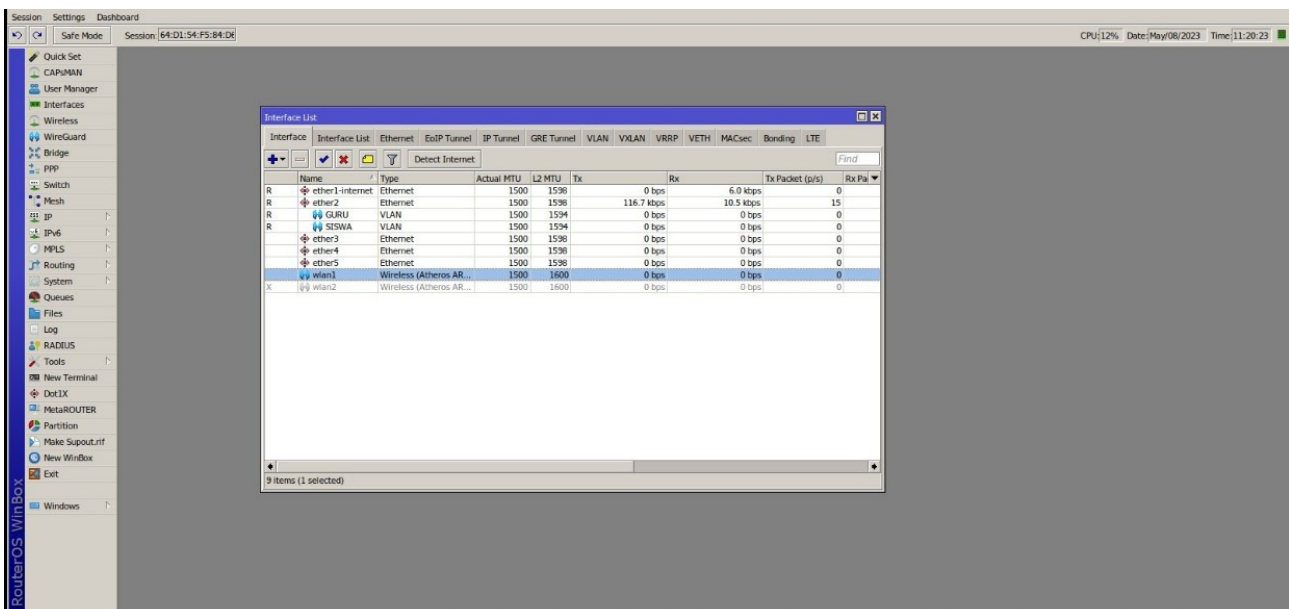 Session Settings Dashboard
Safe Mode Session: 64:D1:54:F5:84:DE CPU: 12% Date: May/08/2023 Time: 11:20:23
Quick Set
CAPsMAN
User Manager
Interfaces
Wireless
WireGuard
Bridge
PPP
Switch
Mesh
IP
IPv6
MPLS
Routing
System
Queues
Files
Log
RADIUS
Tools
New Terminal
Dot1X
MetaROUTER
Partition
Make Supout.rif
New WinBox
Exit
Windows
RouterOS WinBox
Interface List
Interface Interface List Ethernet EoIP Tunnel IP Tunnel GRE Tunnel VLAN VXLAN VRRP VETH MACsec Bonding LTE
Detect Internet Find
Name Type Actual MTU L2 MTU Tx Rx Tx Packet (p/s) Rx Pa
R ether1-internet Ethernet 1500 1598 0 bps 6.0 kbps 0
R ether2 Ethernet 1500 1598 116.7 kbps 10.5 kbps 15
R GURU VLAN 1500 1594 0 bps 0 bps 0
R SISWA VLAN 1500 1594 0 bps 0 bps 0
ether3 Ethernet 1500 1598 0 bps 0 bps 0
ether4 Ethernet 1500 1598 0 bps 0 bps 0
ether5 Ethernet 1500 1598 0 bps 0 bps 0
wlan1 Wireless (Atheros AR... 1500 1600 0 bps 0 bps 0
X wlan2 Wireless (Atheros AR... 1500 1600 0 bps 0 bps 0
9 items (1 selected)